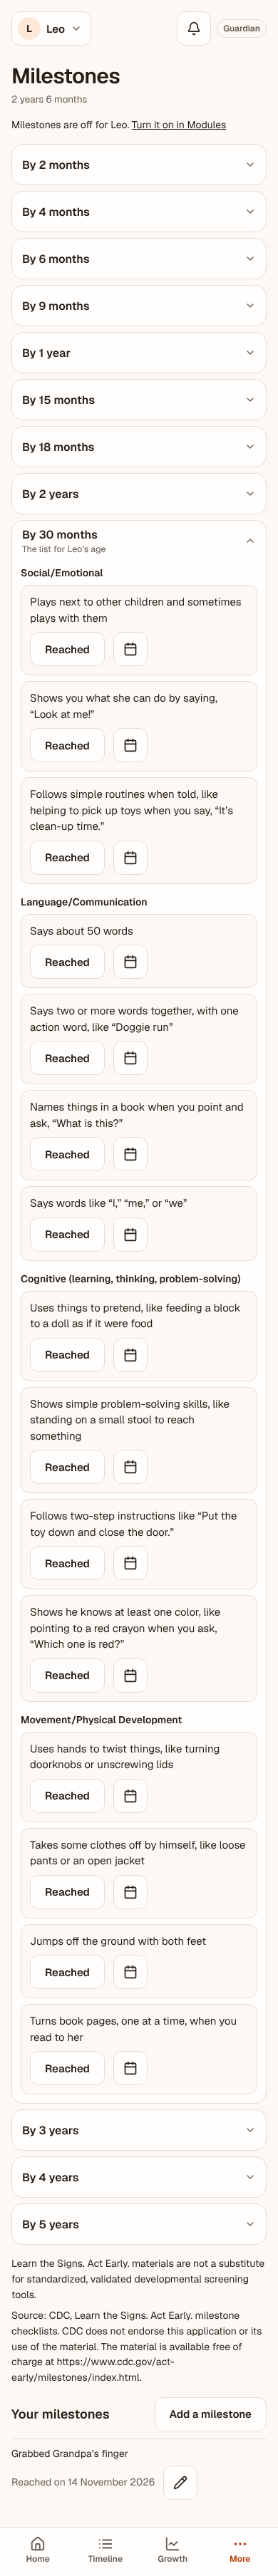 L Leo Guardian
Milestones
2 years 6 months
Milestones are off for Leo. Turn it on in Modules
By 2 months
By 4 months
By 6 months
By 9 months
By 1 year
By 15 months
By 18 months
By 2 years
By 30 months
The list for Leo's age
Social/Emotional
Plays next to other children and sometimes
plays with them
Reached
Shows you what she can do by saying,
“Look at me!”
Reached
Follows simple routines when told, like
helping to pick up toys when you say, “It’s
clean-up time.”
Reached
Language/Communication
Says about 50 words
Reached
Says two or more words together, with one
action word, like “Doggie run”
Reached
Names things in a book when you point and
ask, “What is this?”
Reached
Says words like “I,” “me,” or “we”
Reached
Cognitive (learning, thinking, problem-solving)
Uses things to pretend, like feeding a block
to a doll as if it were food
Reached
Shows simple problem-solving skills, like
standing on a small stool to reach
something
Reached
Follows two-step instructions like “Put the
toy down and close the door.”
Reached
Shows he knows at least one color, like
pointing to a red crayon when you ask,
“Which one is red?”
Reached
Movement/Physical Development
Uses hands to twist things, like turning
doorknobs or unscrewing lids
Reached
Takes some clothes off by himself, like loose
pants or an open jacket
Reached
Jumps off the ground with both feet
Reached
Turns book pages, one at a time, when you
read to her
Reached
By 3 years
By 4 years
By 5 years
Learn the Signs. Act Early. materials are not a substitute
for standardized, validated developmental screening
tools.
Source: CDC, Learn the Signs. Act Early. milestone
checklists. CDC does not endorse this application or its
use of the material. The material is available free of
charge at https://www.cdc.gov/act-
early/milestones/index.html.
Your milestones Add a milestone
Grabbed Grandpa's finger
Reached on 14 November 2026
Home Timeline Growth More